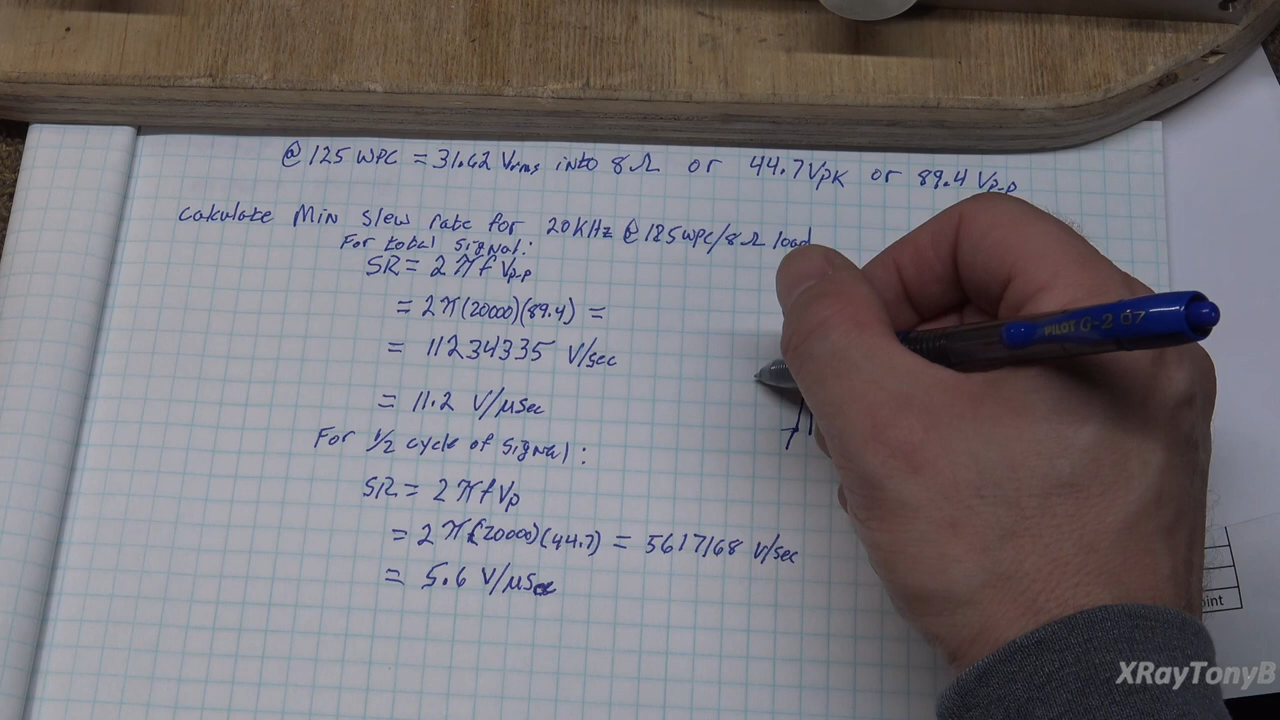 @ 125 WPC = 31.62 Vrms into 8Ω or 44.7Vpk or 89.4 Vp-p
Calculate Min Slew rate for 20KHz @ 125WPC/8Ω load
For total signal:
SR = 2πf Vp-p
= 2π(20000)(89.4) =
= 11234335 V/sec
= 11.2 V/μSec
For 1/2 cycle of signal:
SR = 2πfVp
= 2π(20000)(44.7) = 5617168 V/sec
= 5.6 V/μSec
PILOT G-2 07
XRayTonyB